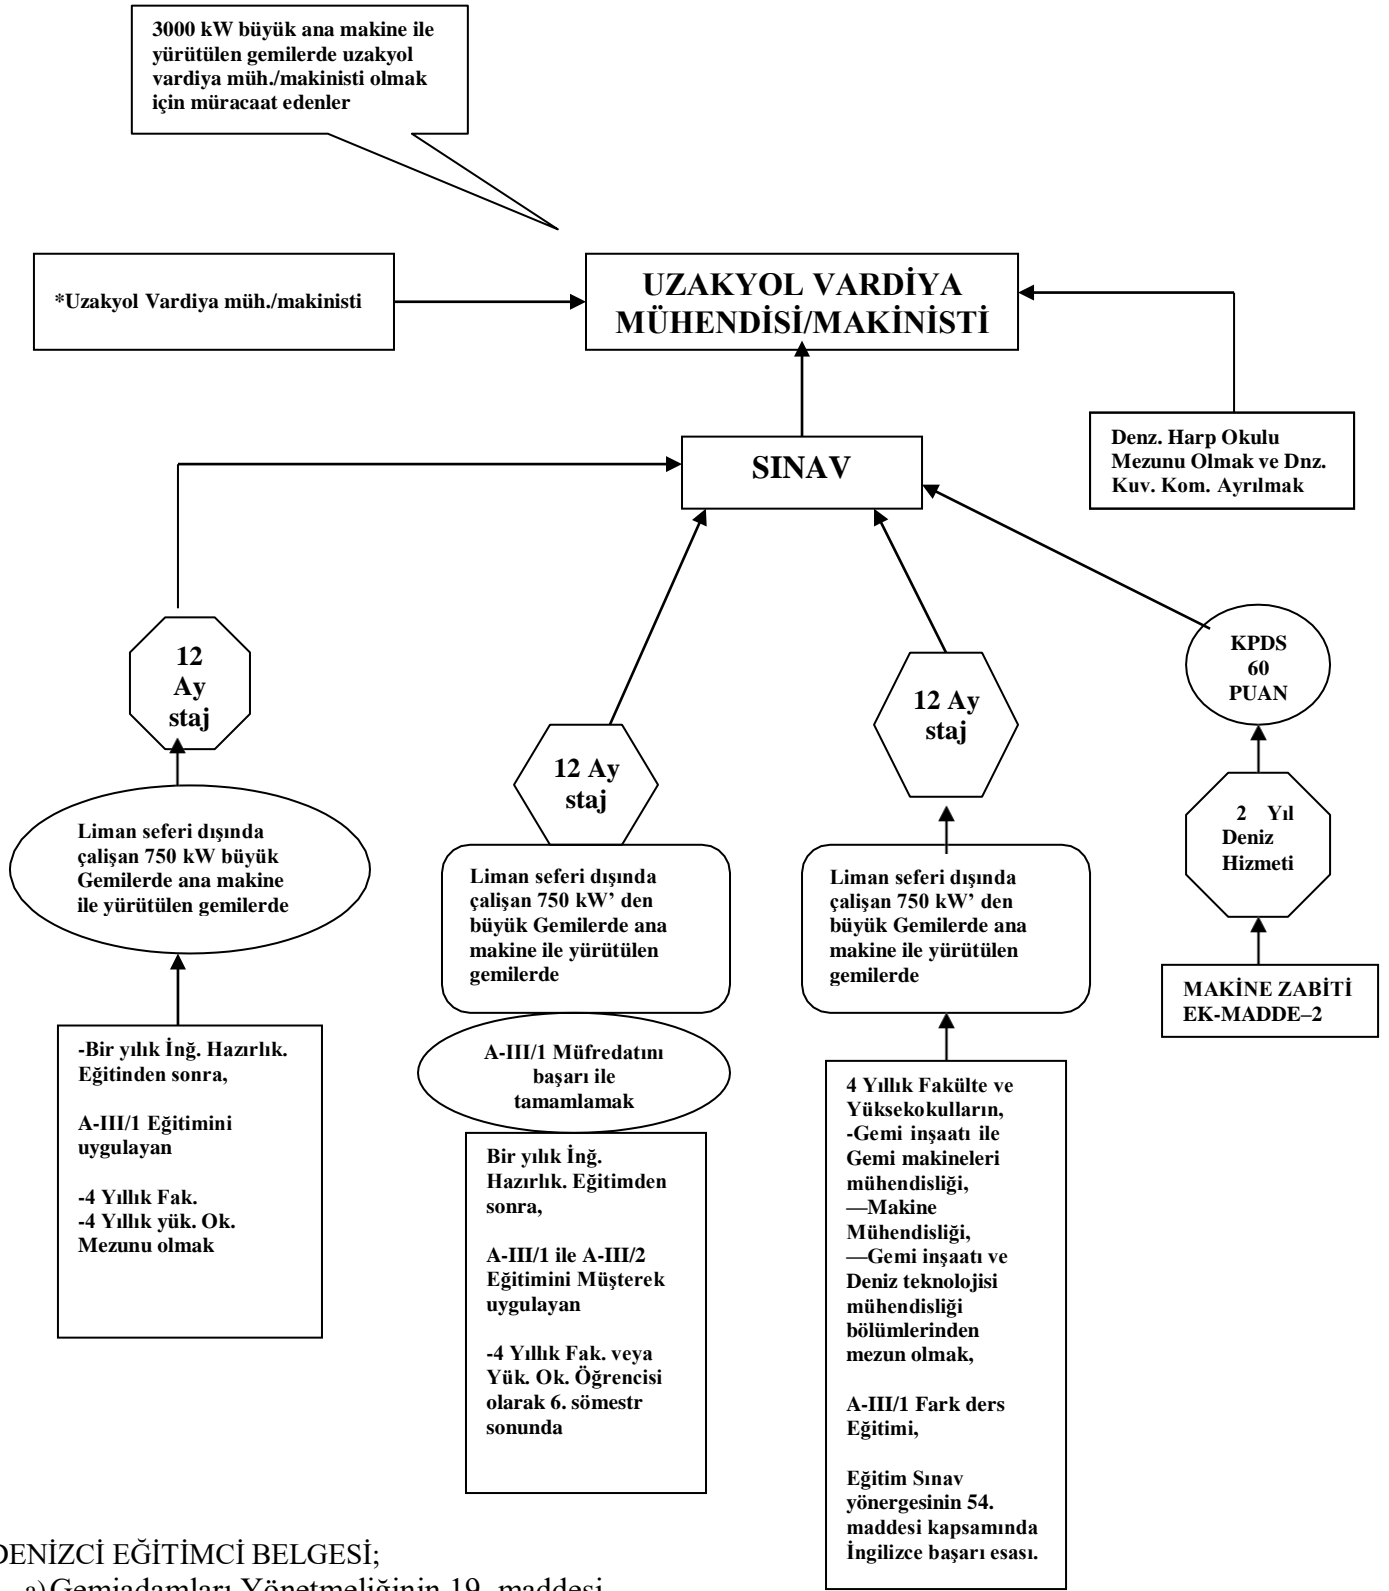 3000 kW büyük ana makine ile
yürütülen gemilerde uzakyol
vardiya müh./makinisti olmak
için müracaat edenler
*Uzakyol Vardiya müh./makinisti
UZAKYOL VARDİYA
MÜHENDİSİ/MAKİNİSTİ
Denz. Harp Okulu
Mezunu Olmak ve Dnz.
Kuv. Kom. Ayrılmak
SINAV
12
Ay
staj
12 Ay
staj
12 Ay
staj
KPDS
60
PUAN
2 Yıl
Deniz
Hizmeti
MAKİNE ZABİTİ
EK-MADDE–2
Liman seferi dışında
çalişan 750 kW büyük
Gemilerde ana makine
ile yürütülen gemilerde
Liman seferi dışında
çalişan 750 kW’ den
büyük Gemilerde ana
makine ile yürütülen
gemilerde
Liman seferi dışında
çalişan 750 kW’ den
büyük Gemilerde ana
makine ile yürütülen
gemilerde
-Bir yılık İnğ. Hazırlık.
Eğitinden sonra,
A-III/1 Eğitimini
uygulayan
-4 Yıllık Fak.
-4 Yıllık yük. Ok.
Mezunu olmak
A-III/1 Müfredatını
başarı ile
tamamlamak
Bir yılık İnğ.
Hazırlık. Eğitimden
sonra,
A-III/1 ile A-III/2
Eğitimini Müşterek
uygulayan
-4 Yıllık Fak. veya
Yük. Ok. Öğrencisi
olarak 6. sömestr
sonunda
4 Yıllık Fakülte ve
Yüksekokulların,
-Gemi inşaatı ile
Gemi makineleri
mühendisliği,
—Makine
Mühendisliği,
—Gemi inşaatı ve
Deniz teknolojisi
mühendisliği
bölümlerinden
mezun olmak,
A-III/1 Fark ders
Eğitimi,
Eğitim Sınav
yönergesinin 54.
maddesi kapsamında
İngilizce başarı esası.
DENİZCİ EĞİTİMCİ BELGESİ;
a) Gemiadamları Yönetmeliğinin 19. maddesi